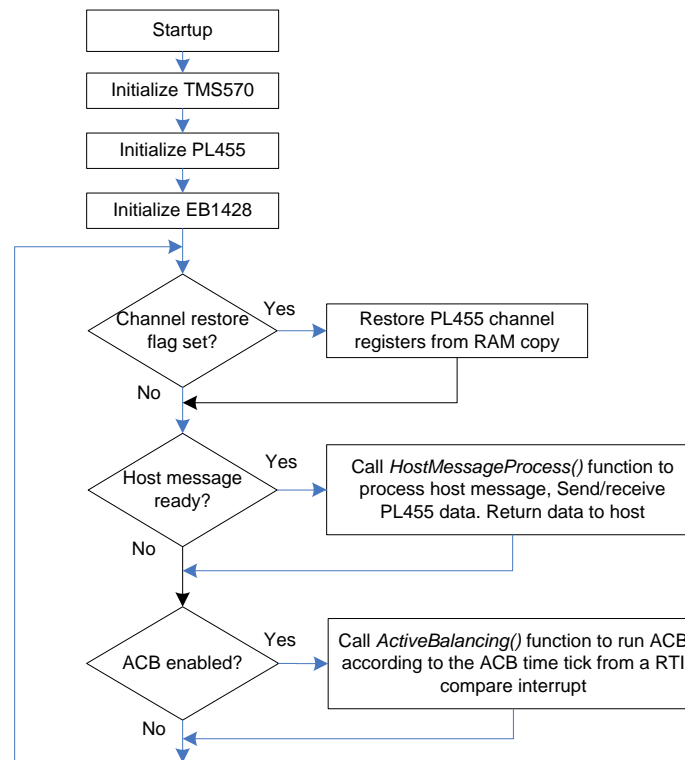 Startup
Initialize TMS570
Initialize PL455
Initialize EB1428
Channel restore
flag set?
Yes
Restore PL455 channel
registers from RAM copy
No
Host message
ready?
Yes
Call HostMessageProcess() function to
process host message, Send/receive
PL455 data. Return data to host
No
ACB enabled?
Yes
Call ActiveBalancing() function to run ACB
according to the ACB time tick from a RTI
compare interrupt
No